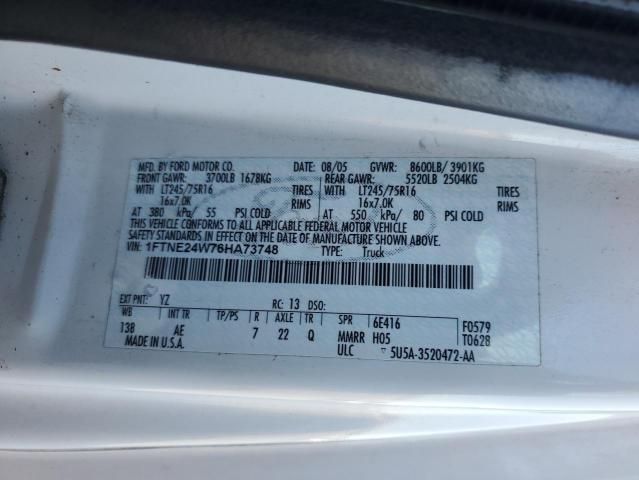 MFD. BY FORD MOTOR CO. DATE: 08/05 GVWR: 8600LB/ 3901KG
FRONT GAWR: 3700LB 1678KG REAR GAWR: 5520LB 2504KG
WITH LT245/75R16 TIRES WITH LT245/75R16 TIRES
16x7.0K RIMS 16x7.0K RIMS
AT 380 kPa/ 55 PSI COLD AT 550 kPa/ 80 PSI COLD
THIS VEHICLE CONFORMS TO ALL APPLICABLE FEDERAL MOTOR VEHICLE
SAFETY STANDARDS IN EFFECT ON THE DATE OF MANUFACTURE SHOWN ABOVE.
VIN: 1FTNE24W76HA73748 TYPE: Truck
EXT PNT: YZ RC: 13 DSO:
WB INT TR TP/PS R AXLE TR SPR 6E416 F0579
138 AE 7 22 Q MMRR H05 T0628
MADE IN U.S.A. ULC 5U5A-3520472-AA